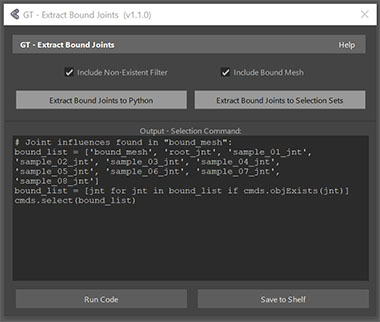 GT - Extract Bound Joints (v1.1.0)
GT - Extract Bound Joints Help
Include Non-Existent Filter Include Bound Mesh
Extract Bound Joints to Python Extract Bound Joints to Selection Sets
Output - Selection Command:
# Joint influences found in "bound_mesh":
bound_list = ['bound_mesh', 'root_jnt', 'sample_01_jnt',
'sample_02_jnt', 'sample_03_jnt', 'sample_04_jnt',
'sample_05_jnt', 'sample_06_jnt', 'sample_07_jnt',
'sample_08_jnt']
bound_list = [jnt for jnt in bound_list if cmds.objExists(jnt)]
cmds.select(bound_list)
Run Code Save to Shelf